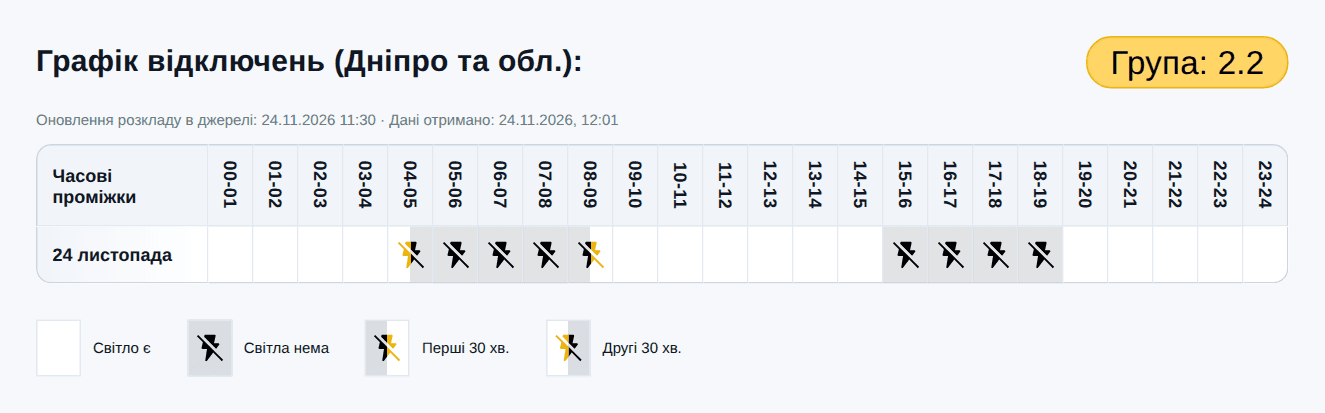 Графік відключень (Дніпро та обл.):
Група: 2.2
Оновлення розкладу в джерелі: 24.11.2026 11:30 · Дані отримано: 24.11.2026, 12:01
Часові
проміжки
00-01
01-02
02-03
03-04
04-05
05-06
06-07
07-08
08-09
09-10
10-11
11-12
12-13
13-14
14-15
15-16
16-17
17-18
18-19
19-20
20-21
21-22
22-23
23-24
24 листопада
Світло є
Світла нема
Перші 30 хв.
Другі 30 хв.